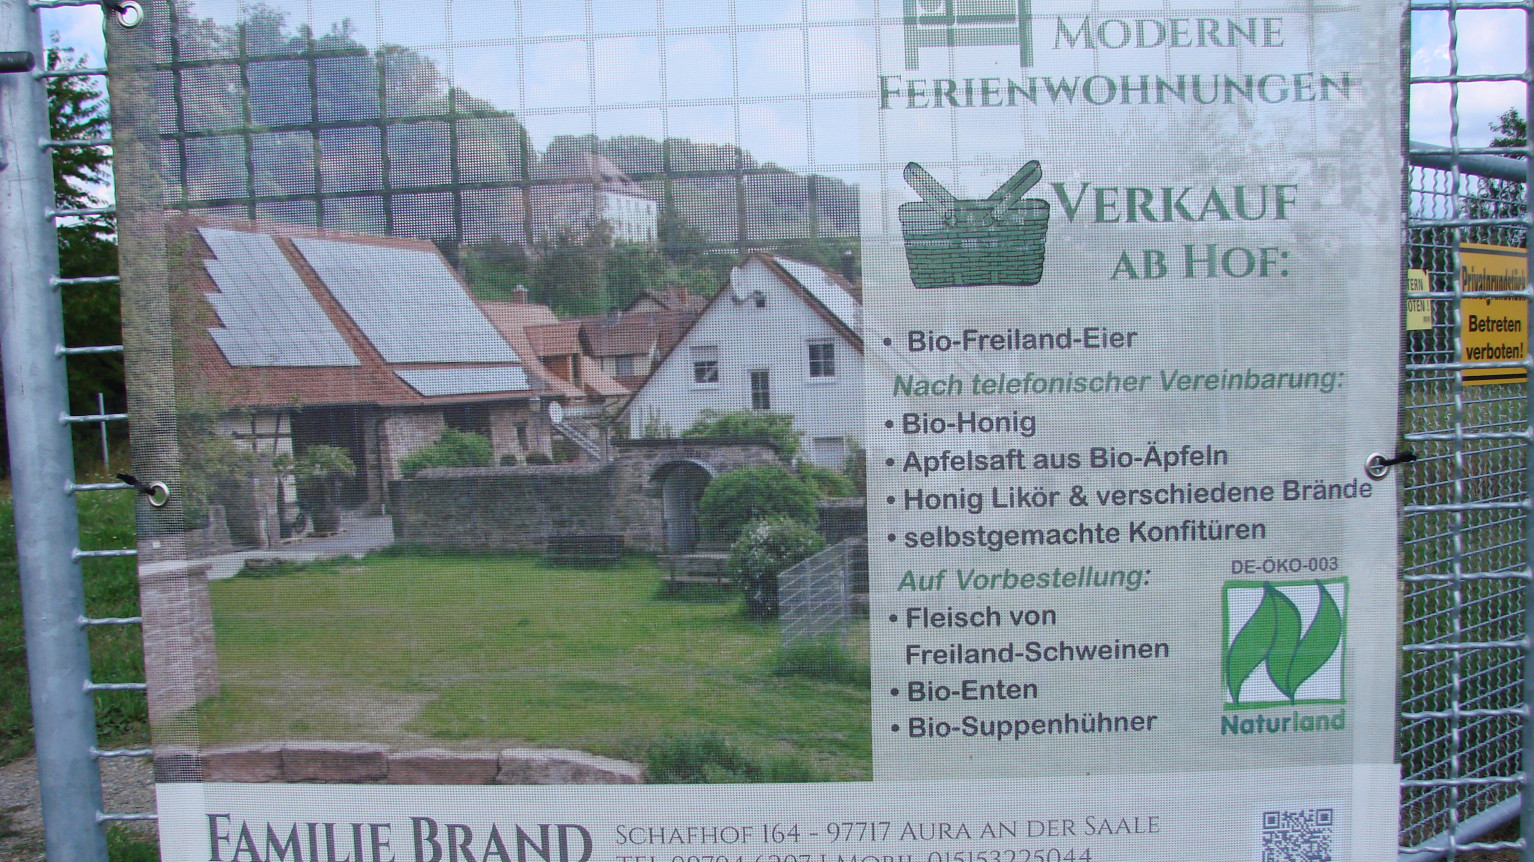 Moderne
Ferienwohnungen
Verkauf
ab Hof:
• Bio-Freiland-Eier
Nach telefonischer Vereinbarung:
• Bio-Honig
• Apfelsaft aus Bio-Äpfeln
• Honig Likör & verschiedene Brände
• selbstgemachte Konfitüren
Auf Vorbestellung:
• Fleisch von
Freiland-Schweinen
• Bio-Enten
• Bio-Suppenhühner
DE-ÖKO-003
Naturland
Familie Brand
Schafhof 164 - 97717 Aura an der Saale
Privatgrundstück
Betreten
verboten!